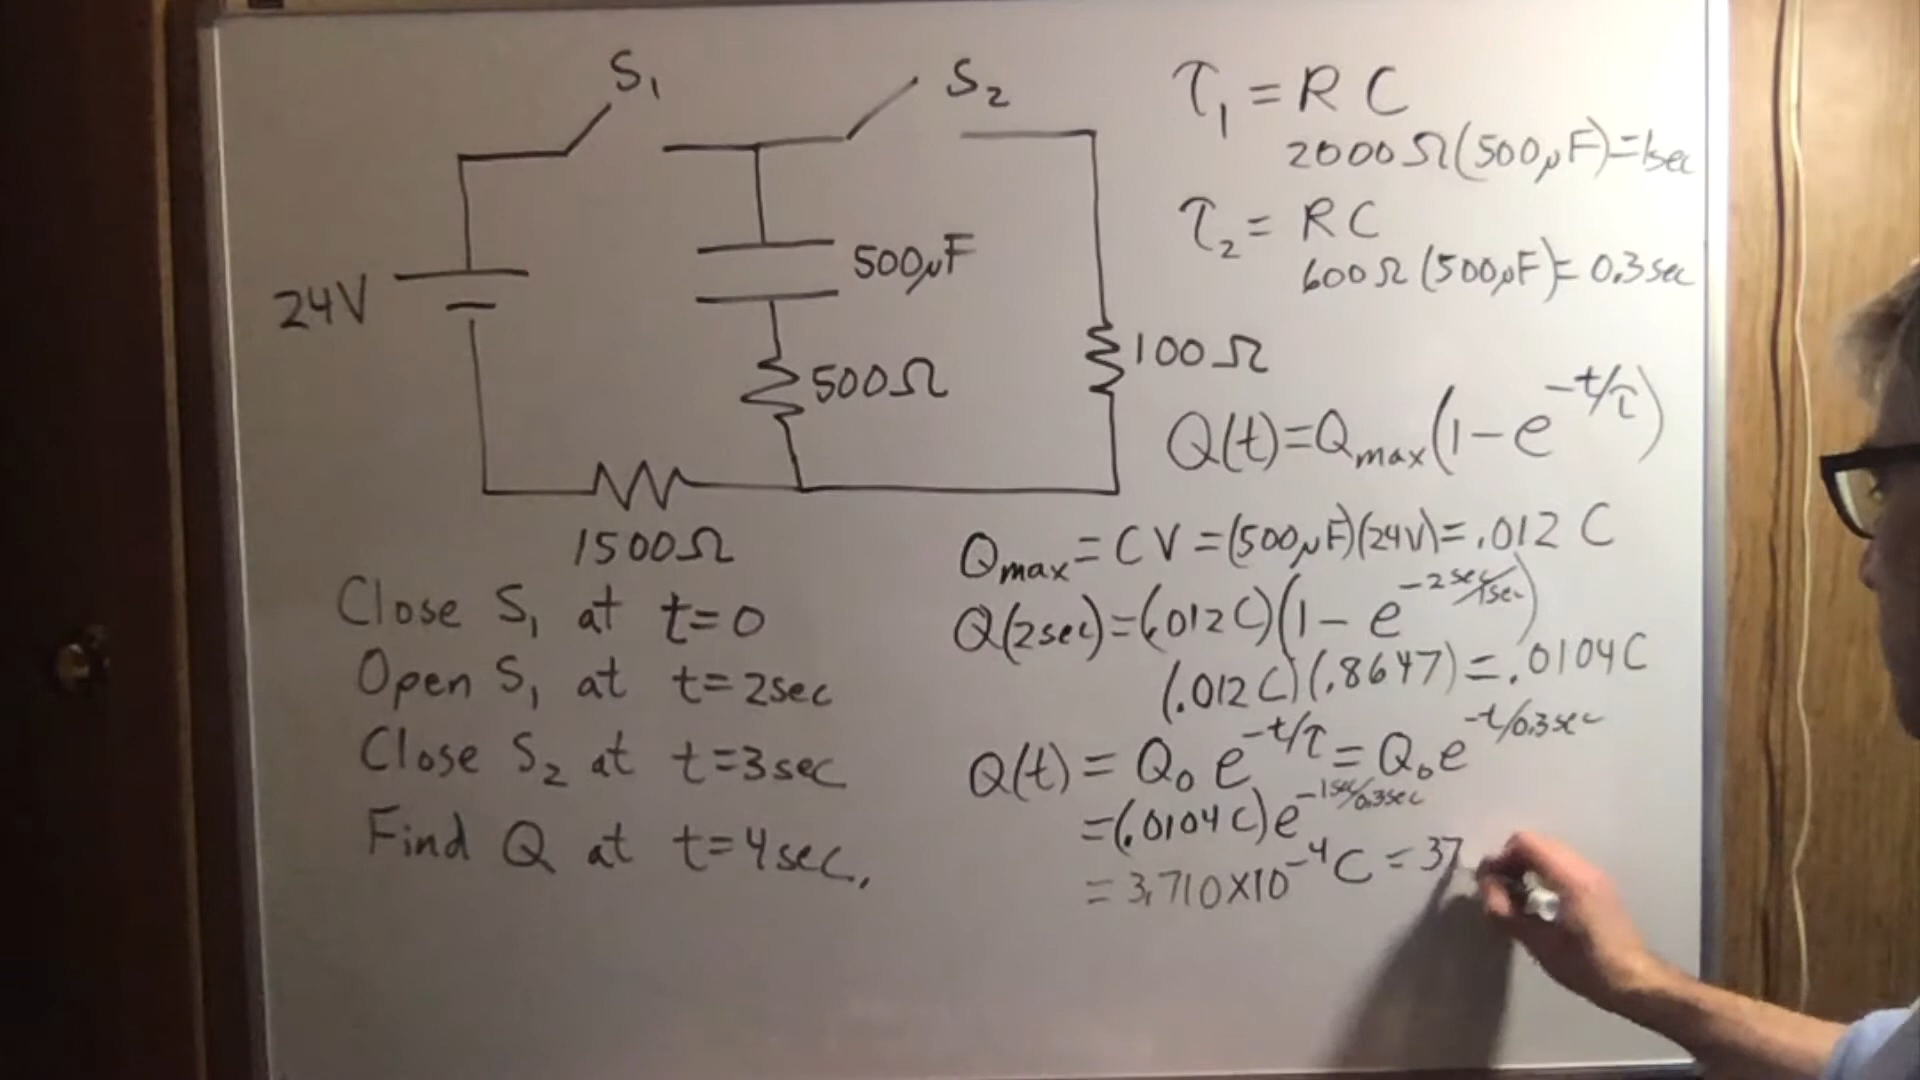 S₁
S₂
24V
500μF
500Ω
100Ω
1500Ω
Close S₁ at t=0
Open S₁ at t=2sec
Close S₂ at t=3sec
Find Q at t=4sec.
τ₁ = RC
2000Ω(500μF)=1sec
τ₂ = RC
600Ω(500μF)=0.3sec
Q(t)=Qmax(1-e^-t/τ)
Qmax = CV = (500μF)(24V)=.012 C
Q(2sec)=(.012C)(1-e^-2sec/1sec)
(.012C)(.8647)=.0104C
Q(t) = Q₀ e^-t/τ = Q₀e^-t/0.3sec
=(.0104C)e^-1sec/0.3sec
= 3.710x10^-4 C = 37